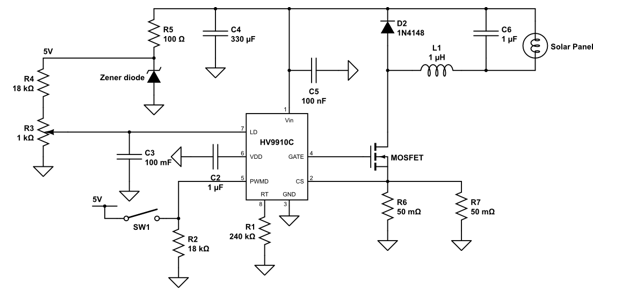 R5
100 Ω
C4
330 µF
D2
1N4148
C6
1 µF
Solar Panel
5V
L1
1 µH
R4
18 kΩ
Zener diode
C5
100 nF
1
Vin
R3
1 kΩ
7
LD
HV9910C
C3
100 mF
6
VDD
GATE
4
MOSFET
C2
1 µF
5
PWMD
CS
2
5V
RT
GND
8
3
SW1
R2
18 kΩ
R1
240 kΩ
R6
50 mΩ
R7
50 mΩ